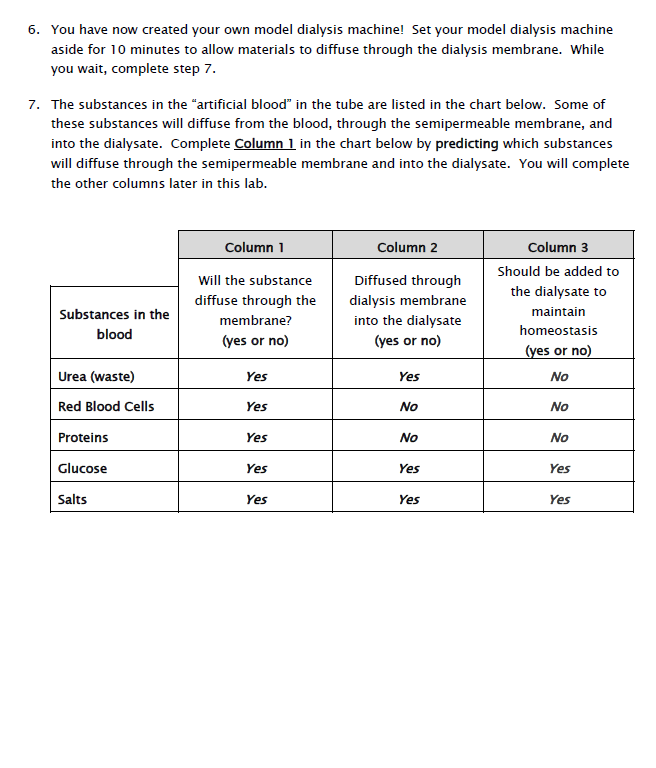 6. You have now created your own model dialysis machine! Set your model dialysis machine
aside for 10 minutes to allow materials to diffuse through the dialysis membrane. While
you wait, complete step 7.
7. The substances in the “artificial blood” in the tube are listed in the chart below. Some of
these substances will diffuse from the blood, through the semipermeable membrane, and
into the dialysate. Complete Column 1 in the chart below by predicting which substances
will diffuse through the semipermeable membrane and into the dialysate. You will complete
the other columns later in this lab.
Column 1 Column 2 Column 3
Substances in the
blood
Will the substance
diffuse through the
membrane?
(yes or no)
Diffused through
dialysis membrane
into the dialysate
(yes or no)
Should be added to
the dialysate to
maintain
homeostasis
(yes or no)
Urea (waste) Yes Yes No
Red Blood Cells Yes No No
Proteins Yes No No
Glucose Yes Yes Yes
Salts Yes Yes Yes